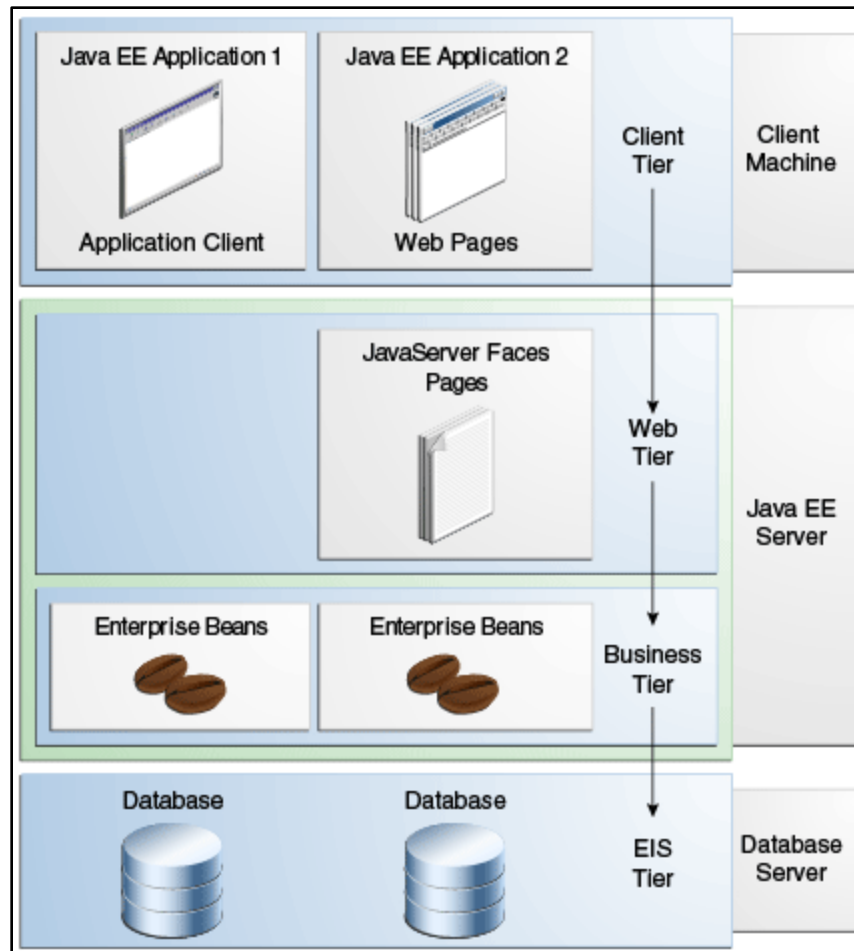 Java EE Application 1
Application Client
Java EE Application 2
Web Pages
Client
Tier
Client
Machine
JavaServer Faces
Pages
Web
Tier
Java EE
Server
Enterprise Beans
Enterprise Beans
Business
Tier
Database
Database
EIS
Tier
Database
Server